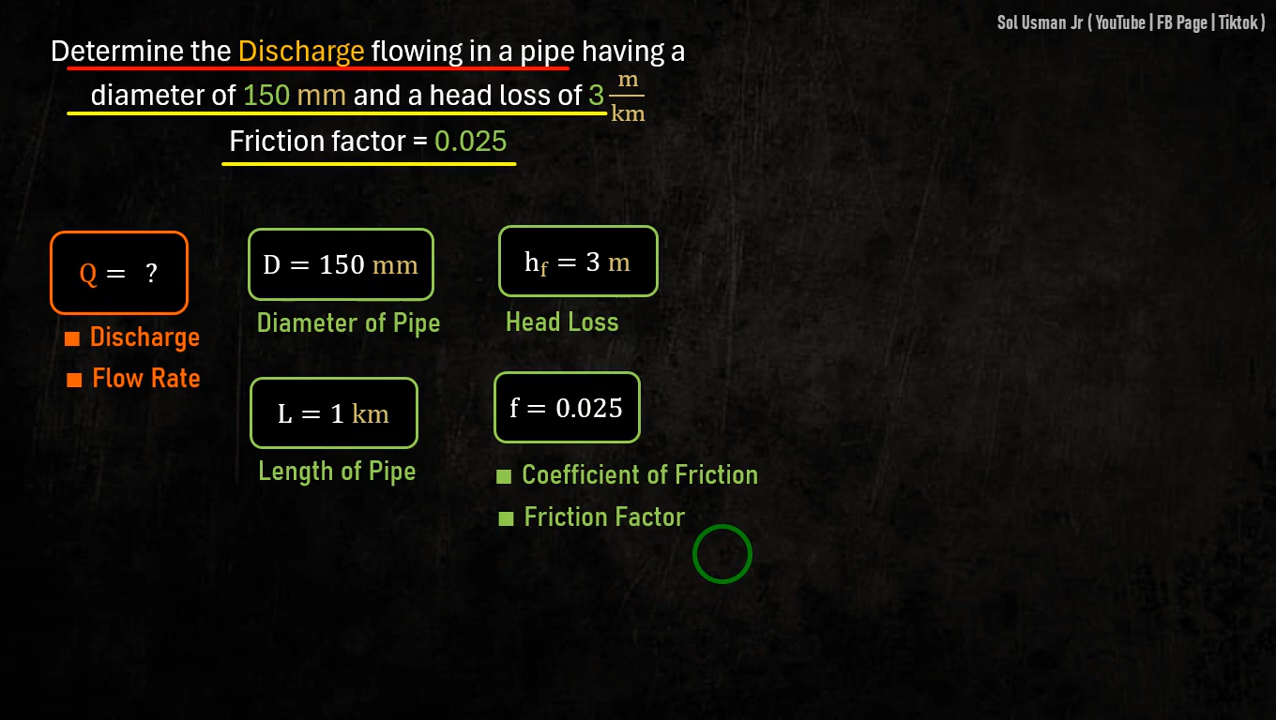 Sol Usman Jr ( YouTube | FB Page | Tiktok )
Determine the Discharge flowing in a pipe having a
diameter of 150 mm and a head loss of 3 m/km
Friction factor = 0.025
Q = ?
D = 150 mm
h_f = 3 m
Discharge
Flow Rate
Diameter of Pipe
Head Loss
L = 1 km
f = 0.025
Length of Pipe
Coefficient of Friction
Friction Factor